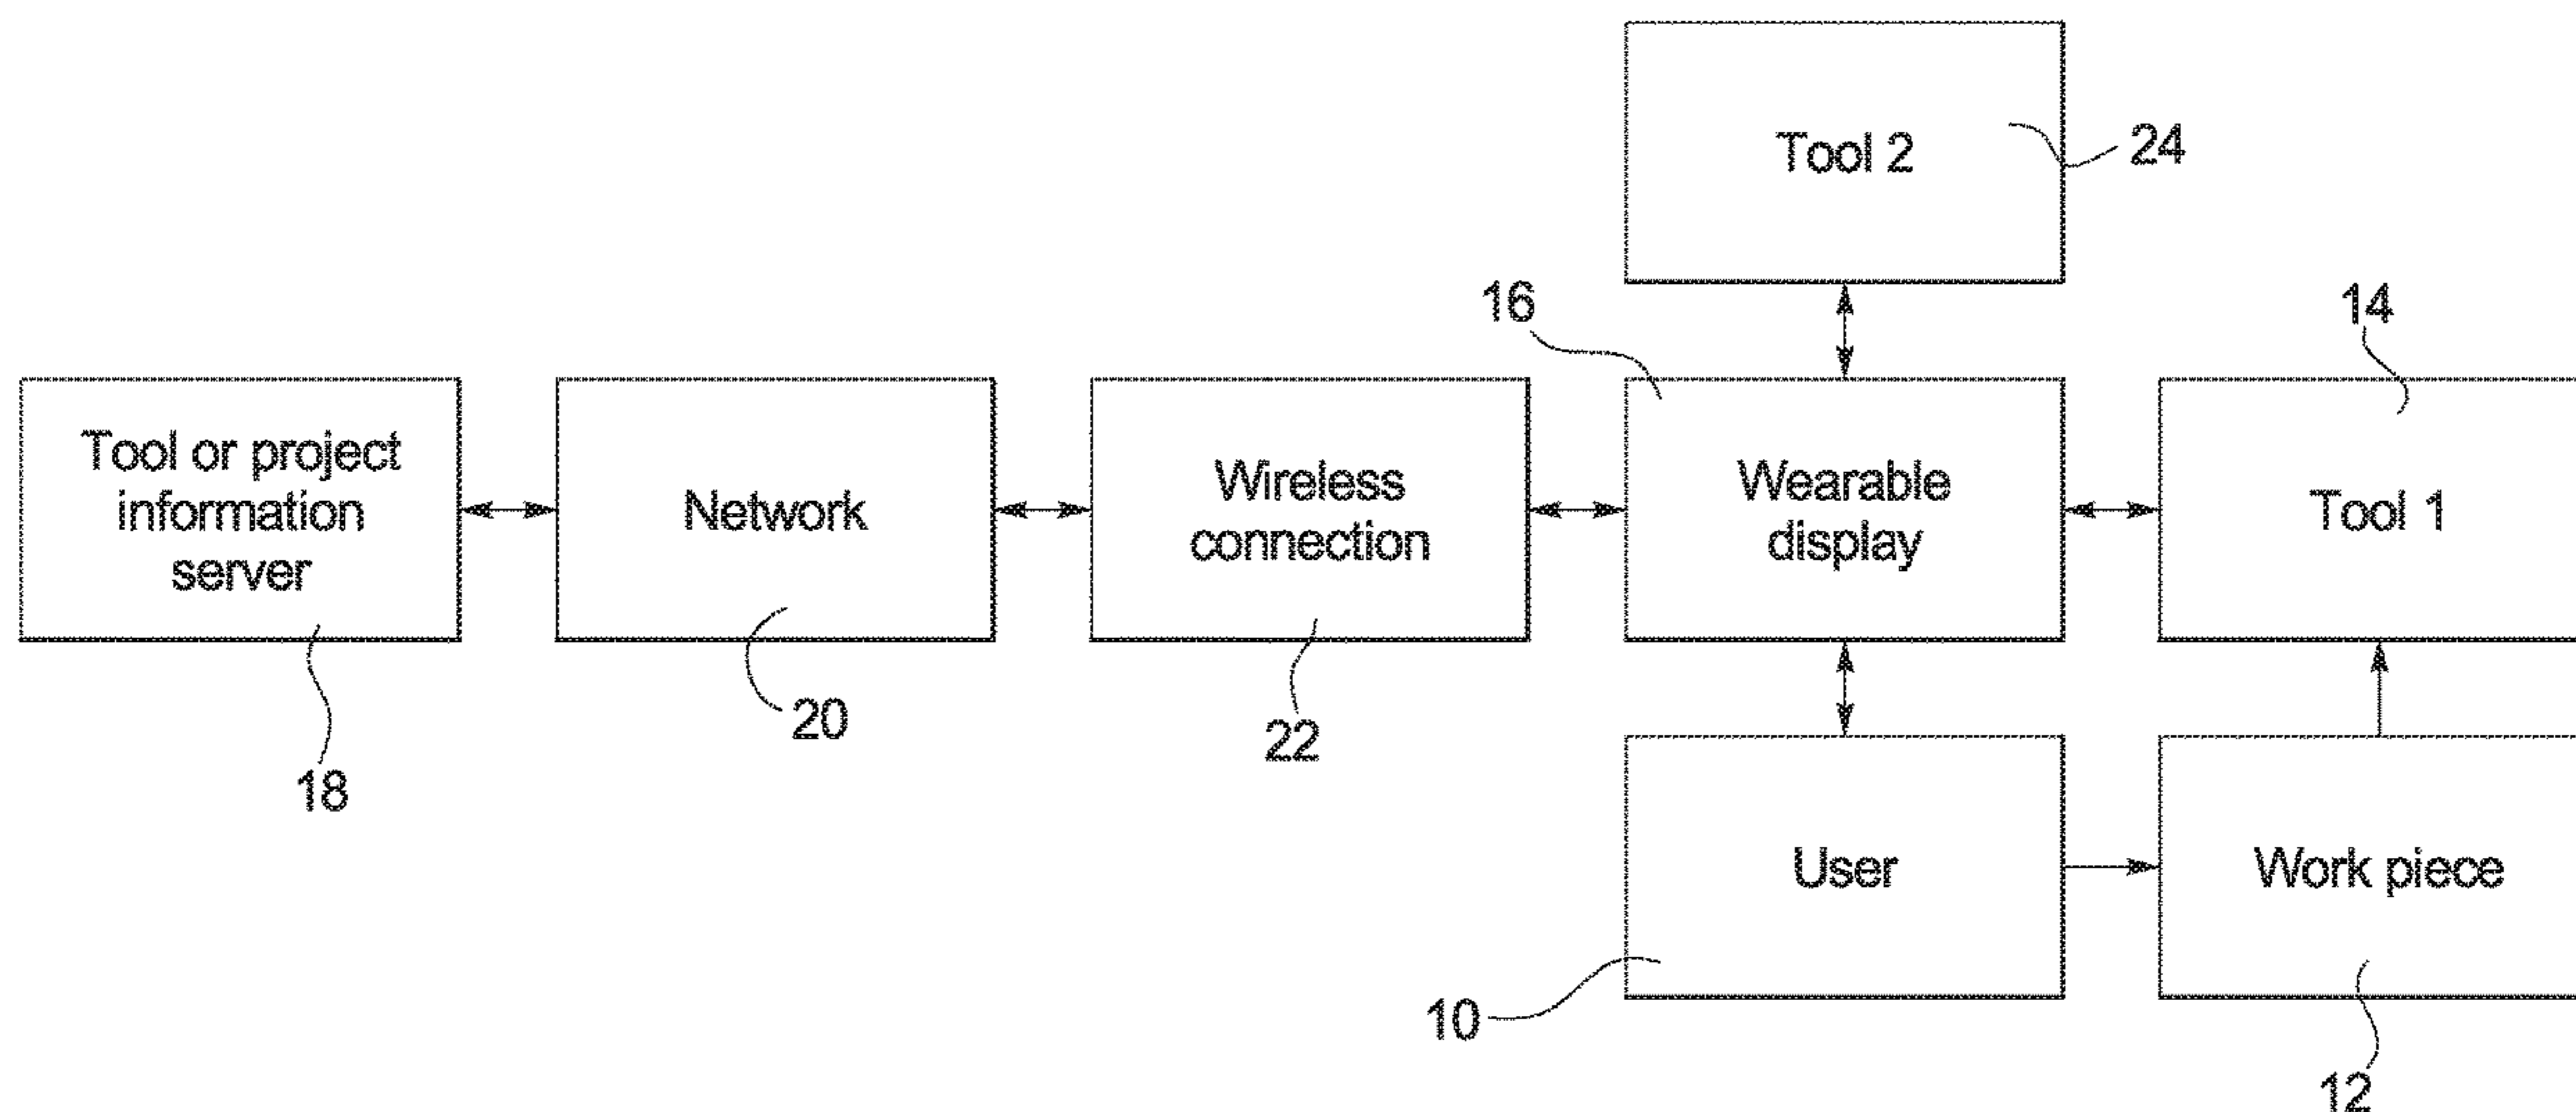 Tool 2
24
16
14
Tool or project
information
server
Network
Wireless
connection
Wearable
display
Tool 1
18
20
22
User
Work piece
10
12